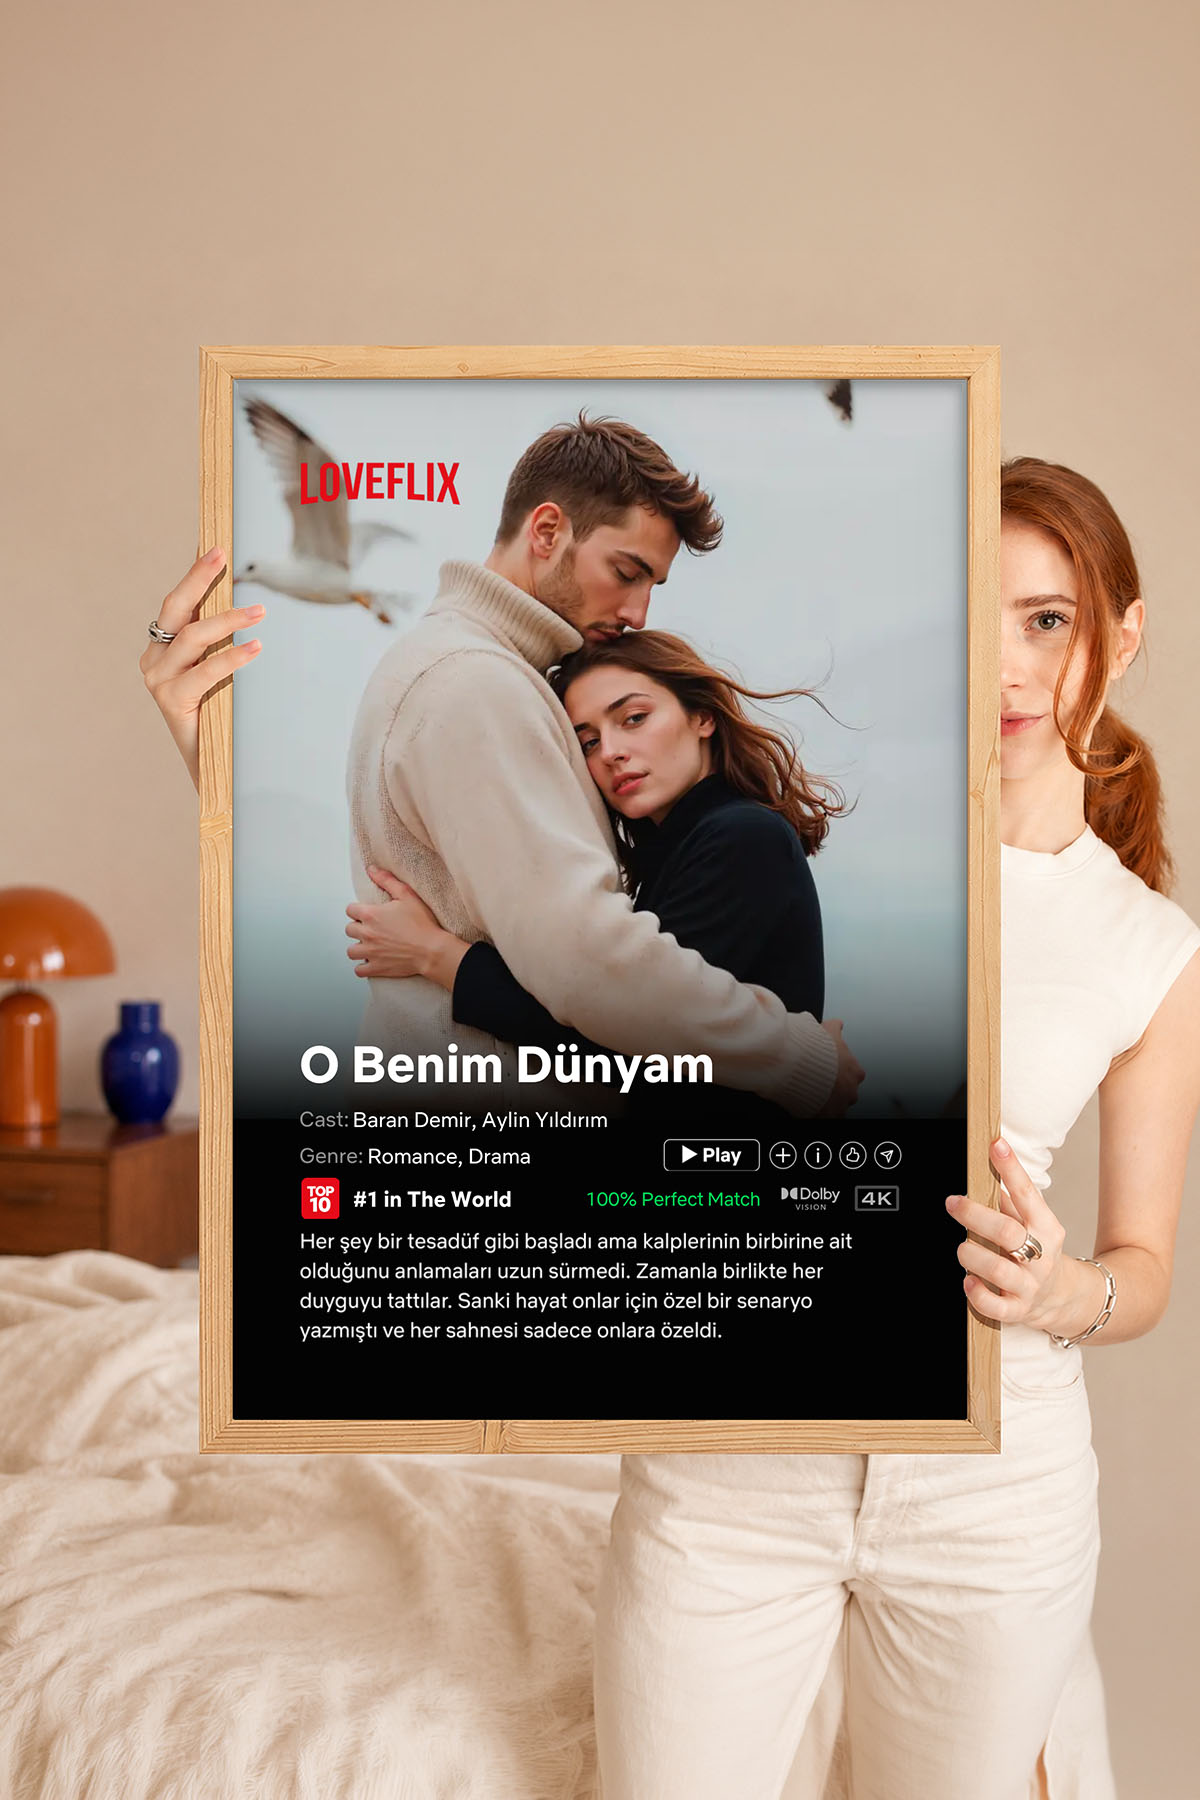 LOVEFLIX
O Benim Dünyam
Cast: Baran Demir, Aylin Yıldırım
Genre: Romance, Drama
Play
TOP
10
#1 in The World
100% Perfect Match
Dolby
VISION
4K
Her şey bir tesadüf gibi başladı ama kalplerinin birbirine ait
olduğunu anlamaları uzun sürmedi. Zamanla birlikte her
duyguyu tattılar. Sanki hayat onlar için özel bir senaryo
yazmıştı ve her sahnesi sadece onlara özeldi.